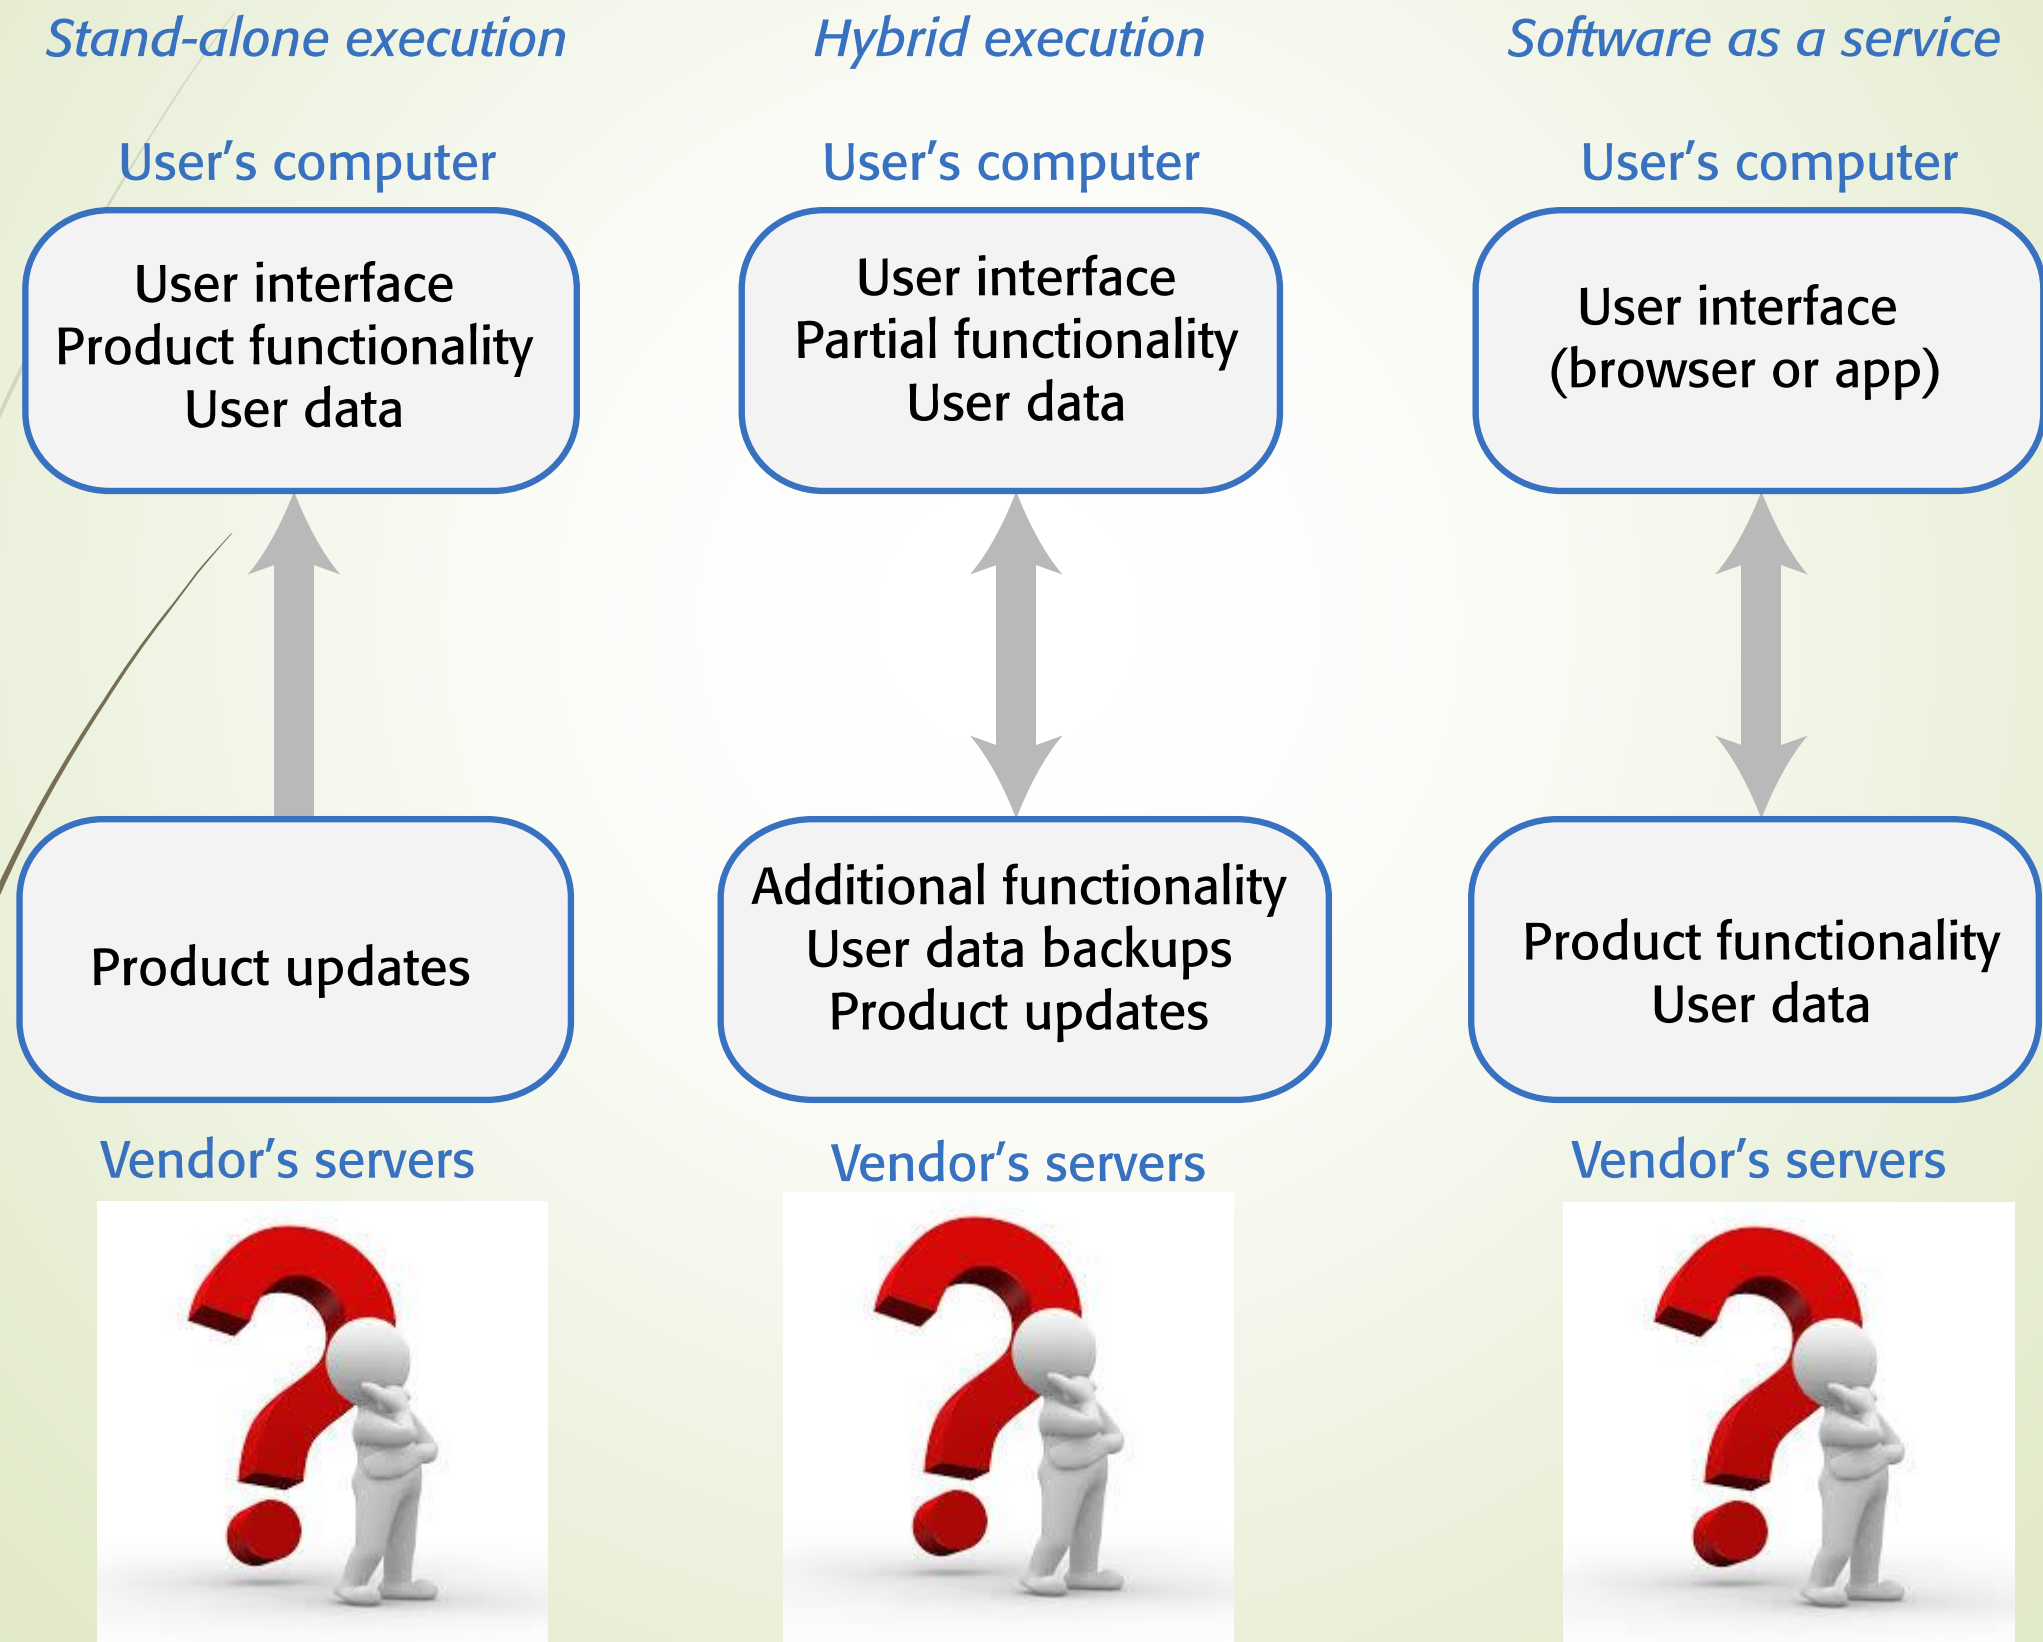 Stand-alone execution
User's computer
User interface
Product functionality
User data
Product updates
Vendor's servers
Hybrid execution
User's computer
User interface
Partial functionality
User data
Additional functionality
User data backups
Product updates
Vendor's servers
Software as a service
User's computer
User interface
(browser or app)
Product functionality
User data
Vendor's servers